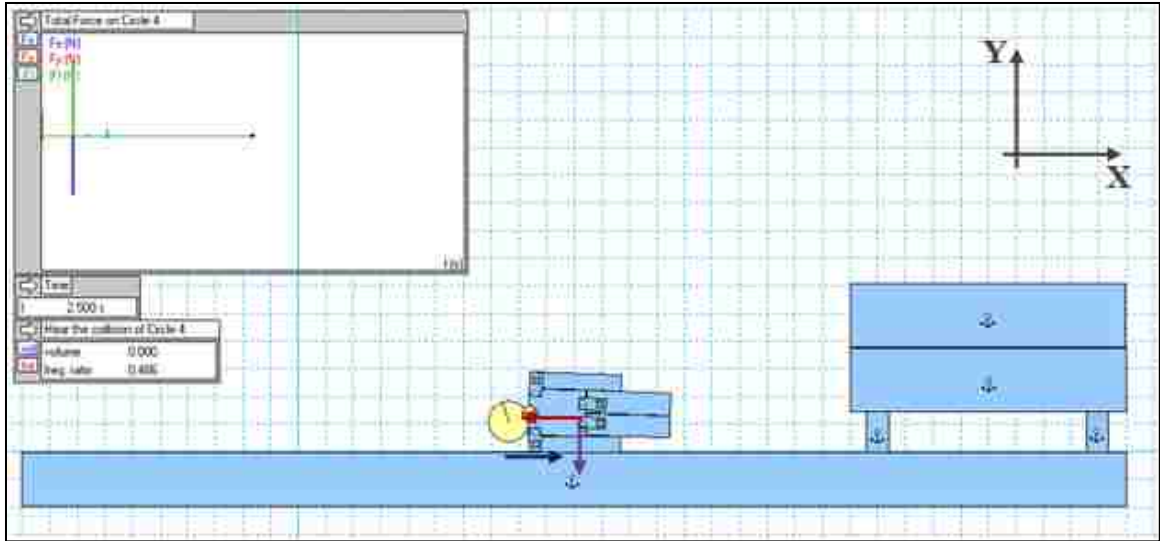 Total Force on Circle 4
Fx (N)
Fy (N)
Y
X
t (s)
Time
t 2.500 s
Hear the collision of Circle 4
volume 0.000
freq. ratio